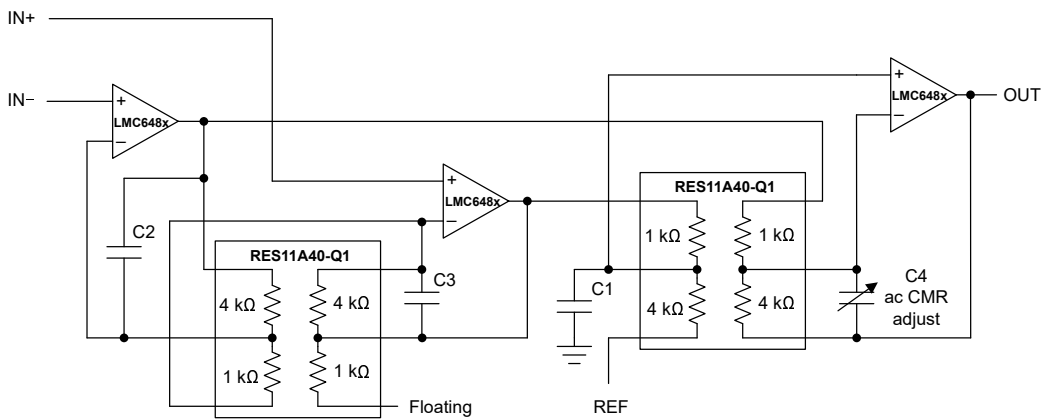 IN+
IN−
+
LMC648x
−
C2
+
LMC648x
−
RES11A40-Q1
4 kΩ
4 kΩ
1 kΩ
1 kΩ
C3
Floating
RES11A40-Q1
1 kΩ
1 kΩ
4 kΩ
4 kΩ
C1
REF
C4
ac CMR
adjust
+
LMC648x
−
OUT